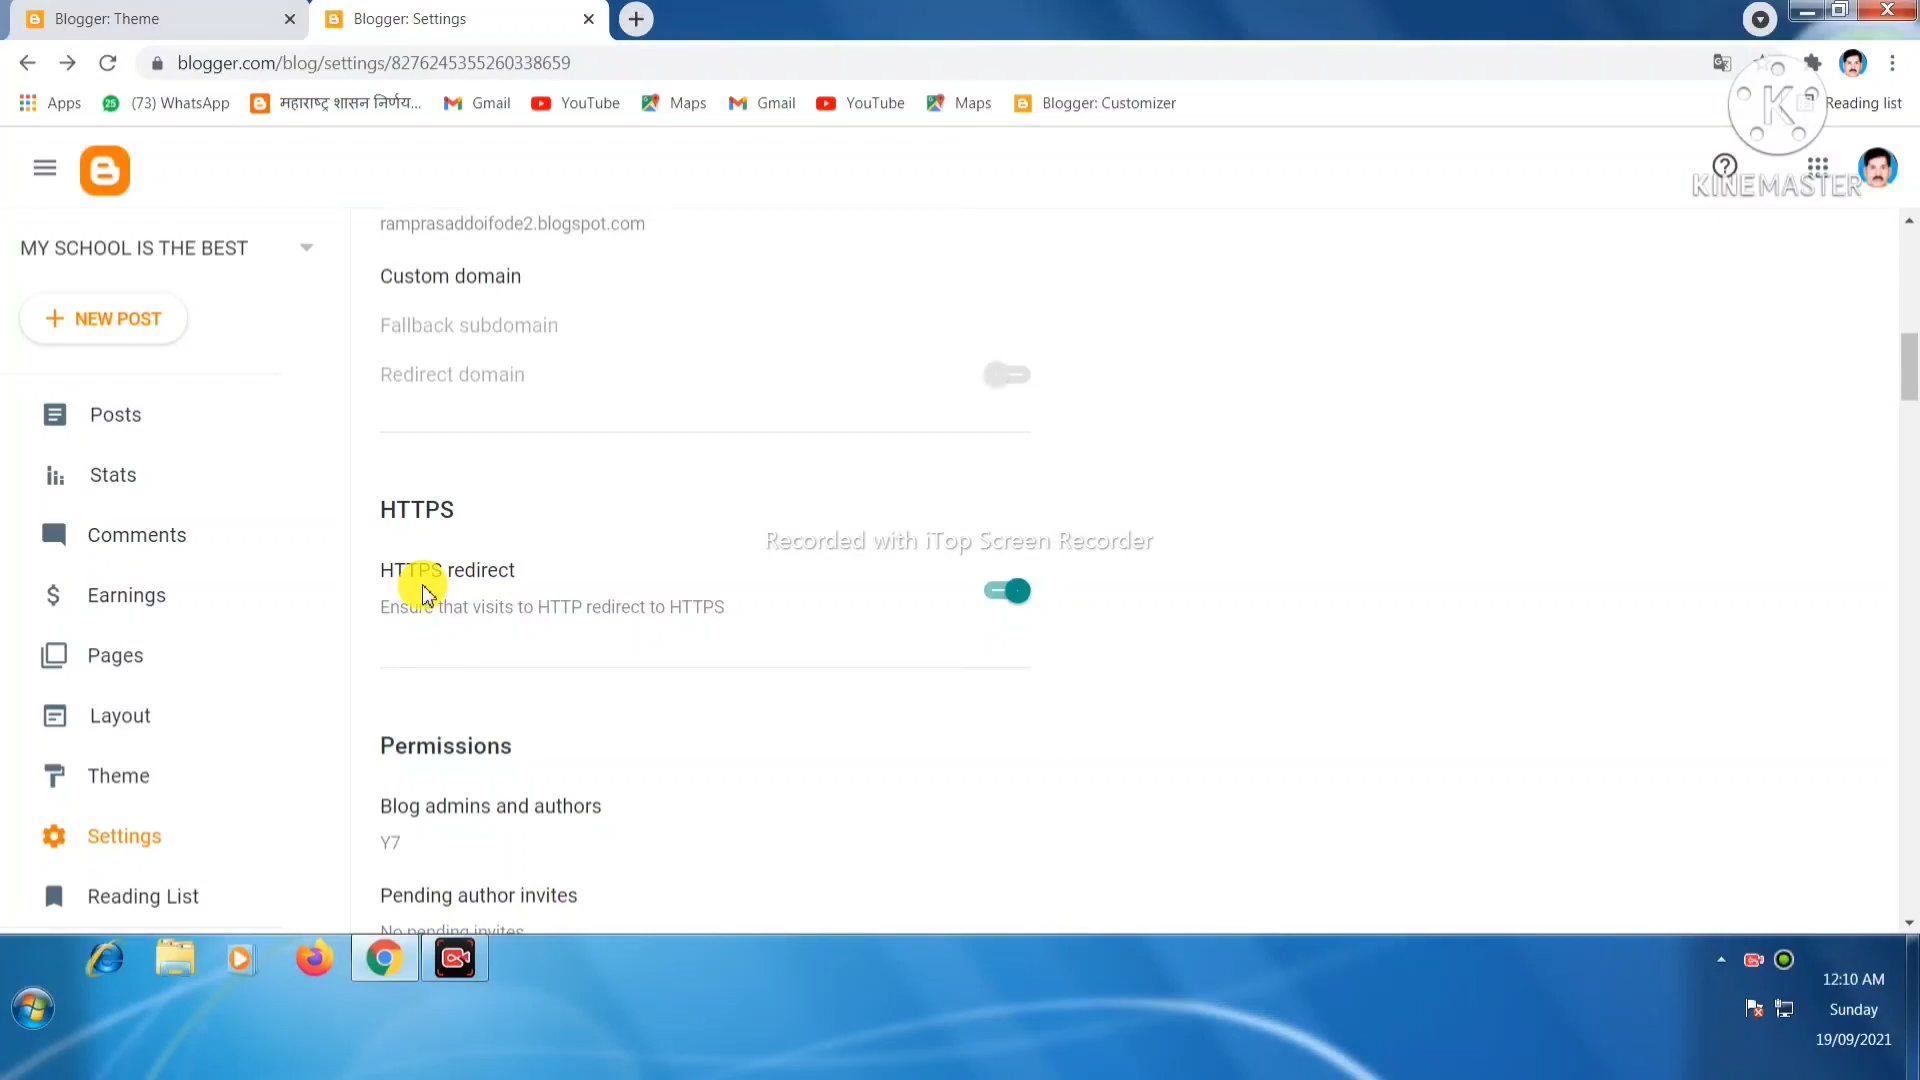 Blogger: Theme
Blogger: Settings
blogger.com/blog/settings/8276245355260338659
Apps
25
(73) WhatsApp
महाराष्ट्र शासन निर्णय...
Gmail
YouTube
Maps
Gmail
YouTube
Maps
Blogger: Customizer
Reading list
K
KINEMASTER
MY SCHOOL IS THE BEST
NEW POST
Posts
Stats
Comments
Earnings
Pages
Layout
Theme
Settings
Reading List
ramprasaddoifode2.blogspot.com
Custom domain
Fallback subdomain
Redirect domain
HTTPS
Recorded with iTop Screen Recorder
HTTPS redirect
Ensure that visits to HTTP redirect to HTTPS
Permissions
Blog admins and authors
Y7
Pending author invites
No pending invites
12:10 AM
Sunday
19/09/2021